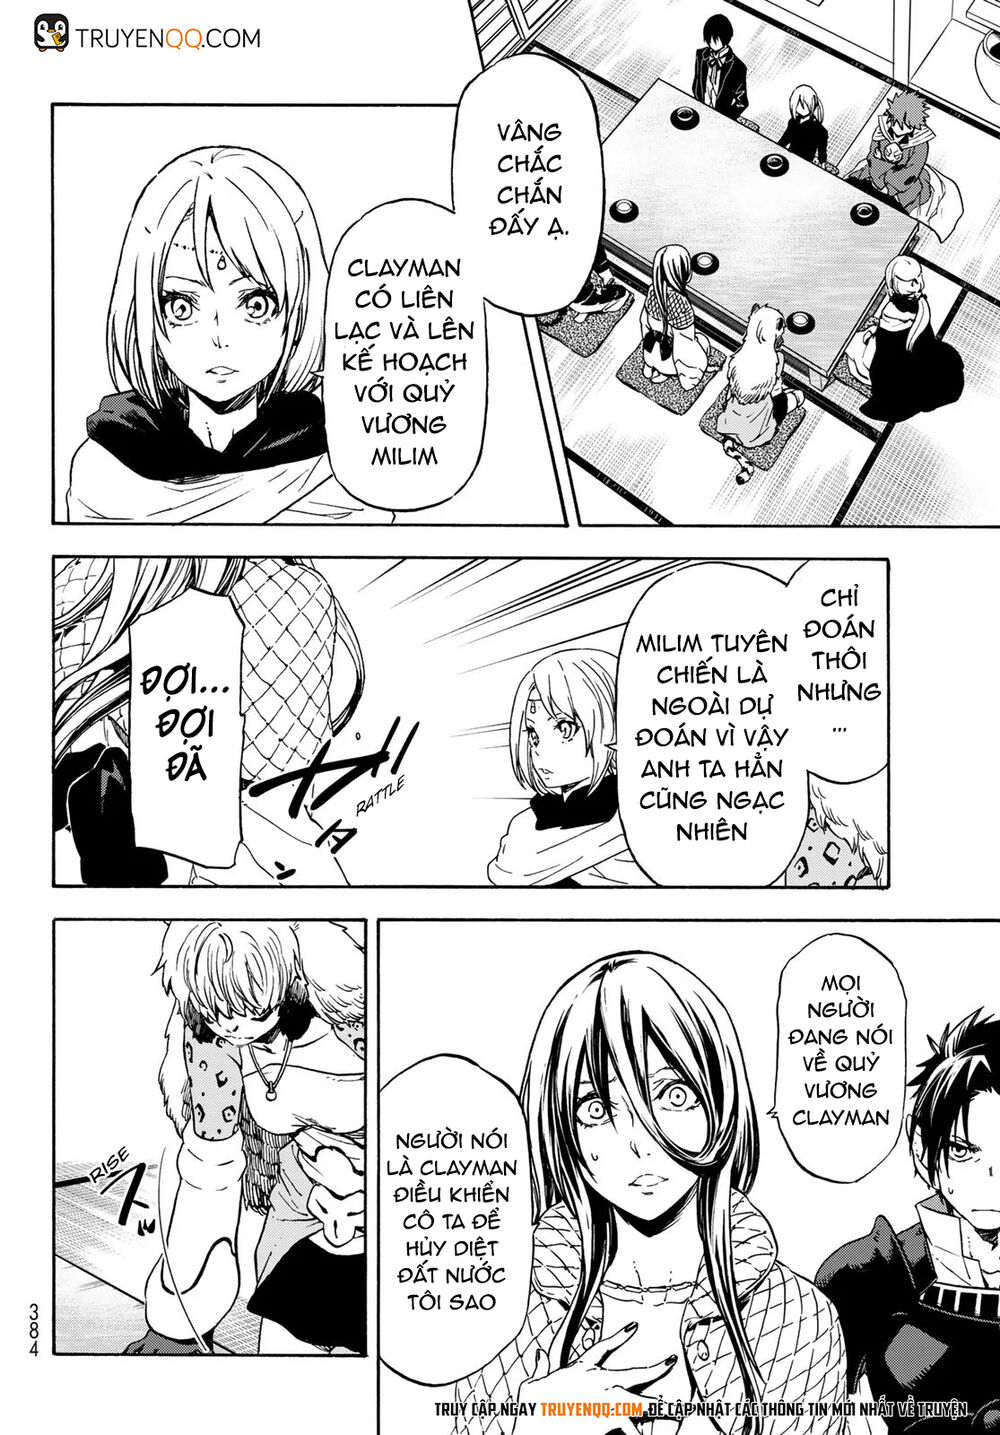 TRUYENQQ.COM
VÂNG
CHẮC
CHẮN
ĐẤY Ạ.
CLAYMAN
CÓ LIÊN
LẠC VÀ LÊN
KẾ HOẠCH
VỚI QUỶ
VƯƠNG
MILIM
CHỈ
ĐOÁN
THÔI
NHƯNG
...
MILIM TUYÊN
CHIẾN LÀ
NGOÀI DỰ
ĐOÁN VÌ VẬY
ANH TA HẲN
CŨNG NGẠC
NHIÊN
RATTLE
ĐỢI...
ĐỢI
ĐÃ
MỌI
NGƯỜI
ĐANG NÓI
VỀ QUỶ
VƯƠNG
CLAYMAN
NGƯỜI NÓI
LÀ CLAYMAN
ĐIỀU KHIỂN
CÔ TA ĐỂ
HỦY DIỆT
ĐẤT NƯỚC
TÔI SAO
RISE
384
TRUY CẬP NGAY TRUYENQQ.COM ĐỂ CẬP NHẬT CÁC THÔNG TIN MỚI NHẤT VỀ TRUYỆN